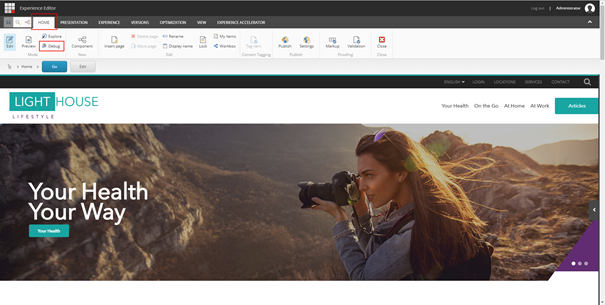 Experience Editor
Log out | Administrator
HOME PRESENTATION EXPERIENCE VERSIONS OPTIMIZATION VIEW EXPERIENCE ACCELERATOR
Edit Preview Explore Component Insert page Delete page Rename Lock My items Tag item Publish Settings Markup Validation Close
Debug Move page Display name Workbox
Mode New Edit Content Tagging Publish Proofing Close
Home Go Edit
ENGLISH LOGIN LOCATIONS SERVICES CONTACT
LIGHTHOUSE
LIFESTYLE
Your Health On the Go At Home At Work Articles
Your Health
Your Way
Your Health